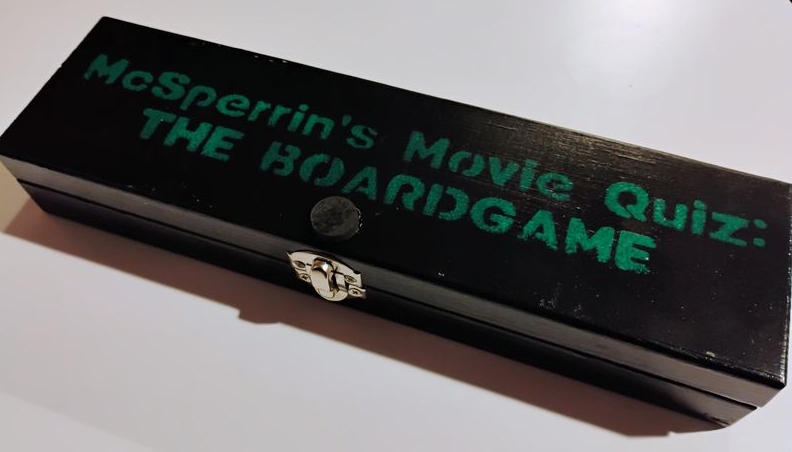 McSperrin's Movie Quiz:
THE BOARDGAME